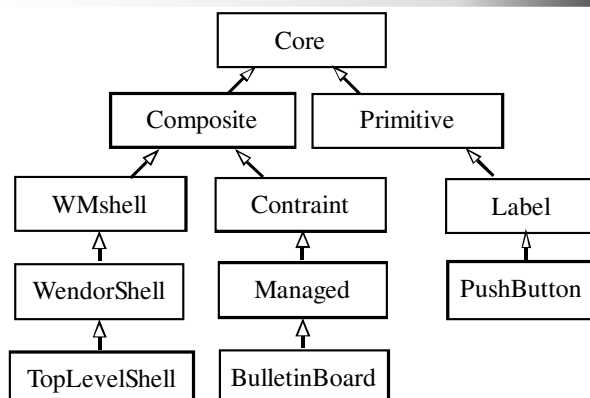 Core
Composite
Primitive
WMshell
Contraint
Label
WendorShell
Managed
PushButton
TopLevelShell
BulletinBoard